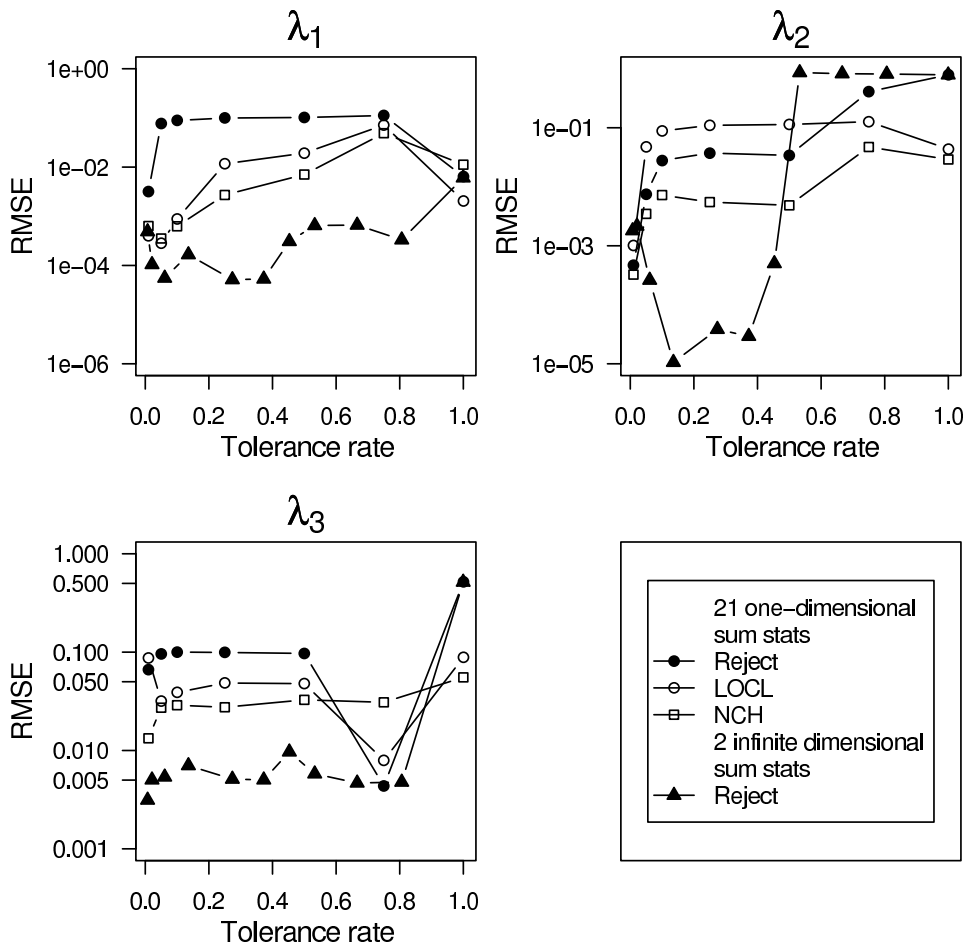 λ1
RMSE
1e+00
1e−02
1e−04
1e−06
0.0 0.2 0.4 0.6 0.8 1.0
Tolerance rate
λ2
RMSE
1e−01
1e−03
1e−05
0.0 0.2 0.4 0.6 0.8 1.0
Tolerance rate
λ3
RMSE
1.000
0.500
0.100
0.050
0.010
0.005
0.001
0.0 0.2 0.4 0.6 0.8 1.0
Tolerance rate
21 one−dimensional
sum stats
Reject
LOCL
NCH
2 infinite dimensional
sum stats
Reject